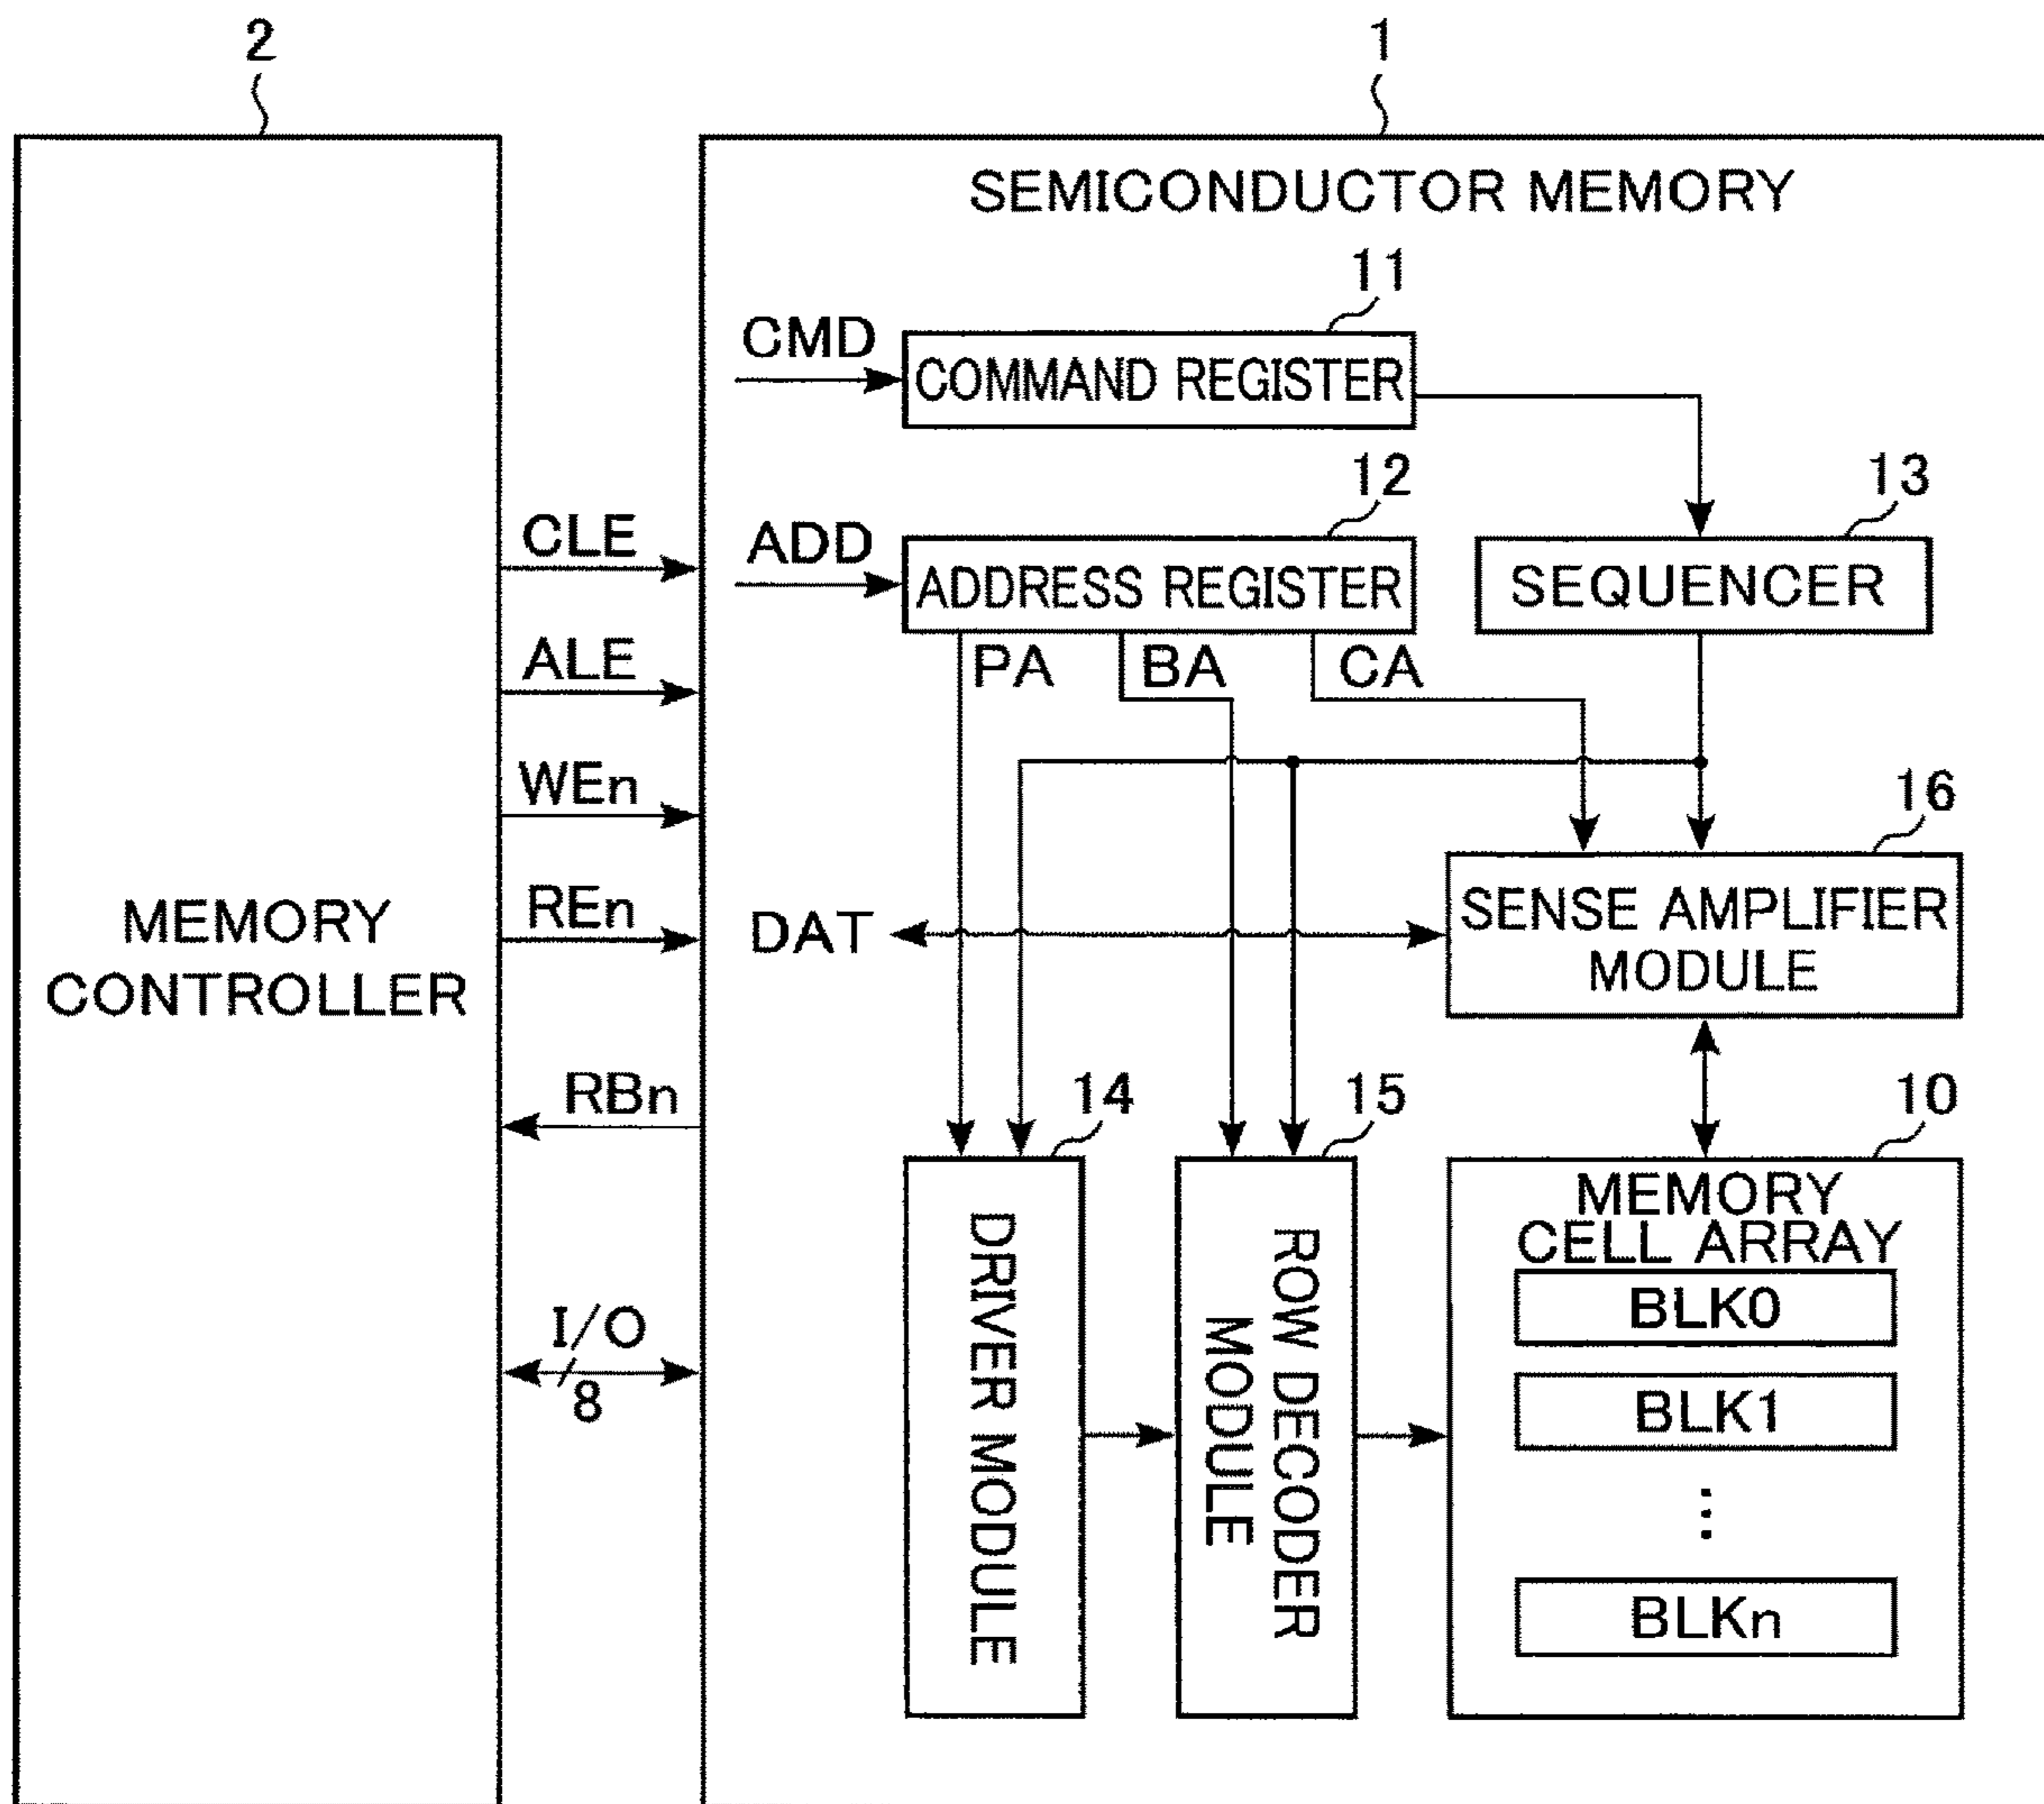 2
1
SEMICONDUCTOR MEMORY
11
CMD
COMMAND REGISTER
12
13
CLE
ADD
ADDRESS REGISTER
SEQUENCER
ALE
PA
BA
CA
WEn
16
REn
DAT
SENSE AMPLIFIER
MODULE
MEMORY
CONTROLLER
RBn
14
15
10
I/O
8
DRIVER MODULE
ROW DECODER
MODULE
MEMORY
CELL ARRAY
BLK0
BLK1
⋮
BLKn